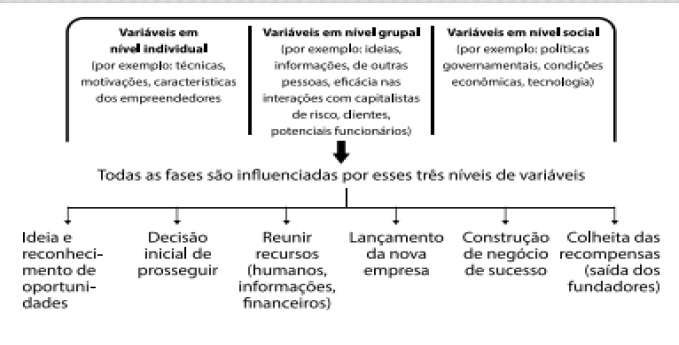 Variáveis em
nível individual
(por exemplo: técnicas,
motivações, características
dos empreendedores
Variáveis em nível grupal
(por exemplo: ideias,
informações, de outras
pessoas, eficácia nas
interações com capitalistas
de risco, clientes,
potenciais funcionários)
Variáveis em nível social
(por exemplo: políticas
governamentais, condições
econômicas, tecnologia)
Todas as fases são influenciadas por esses três níveis de variáveis
Ideia e
reconheci-
mento de
oportuni-
dades
Decisão
inicial de
prosseguir
Reunir
recursos
(humanos,
informações,
financeiros)
Lançamento
da nova
empresa
Construção
de negócio
de sucesso
Colheita das
recompensas
(saída dos
fundadores)